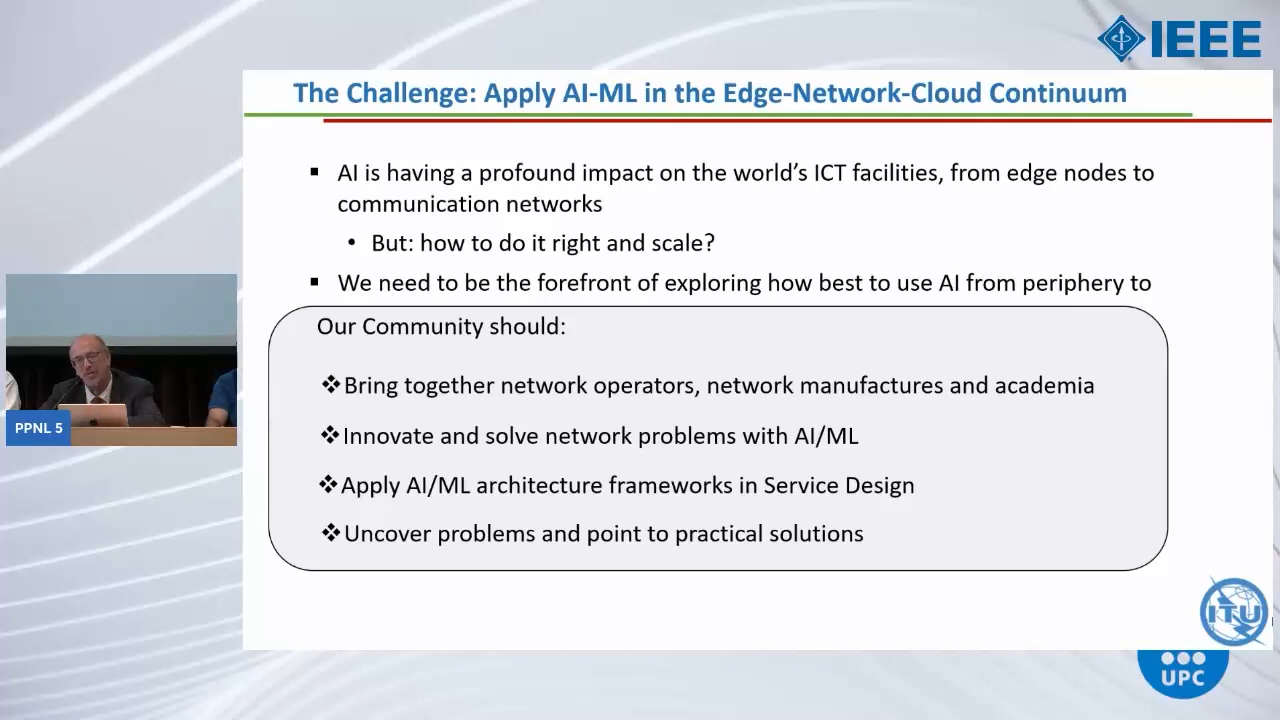 IEEE
The Challenge: Apply AI-ML in the Edge-Network-Cloud Continuum
▪ AI is having a profound impact on the world’s ICT facilities, from edge nodes to
communication networks
• But: how to do it right and scale?
▪ We need to be the forefront of exploring how best to use AI from periphery to
Our Community should:
❖Bring together network operators, network manufactures and academia
❖Innovate and solve network problems with AI/ML
❖Apply AI/ML architecture frameworks in Service Design
❖Uncover problems and point to practical solutions
PPNL 5
ITU
UPC